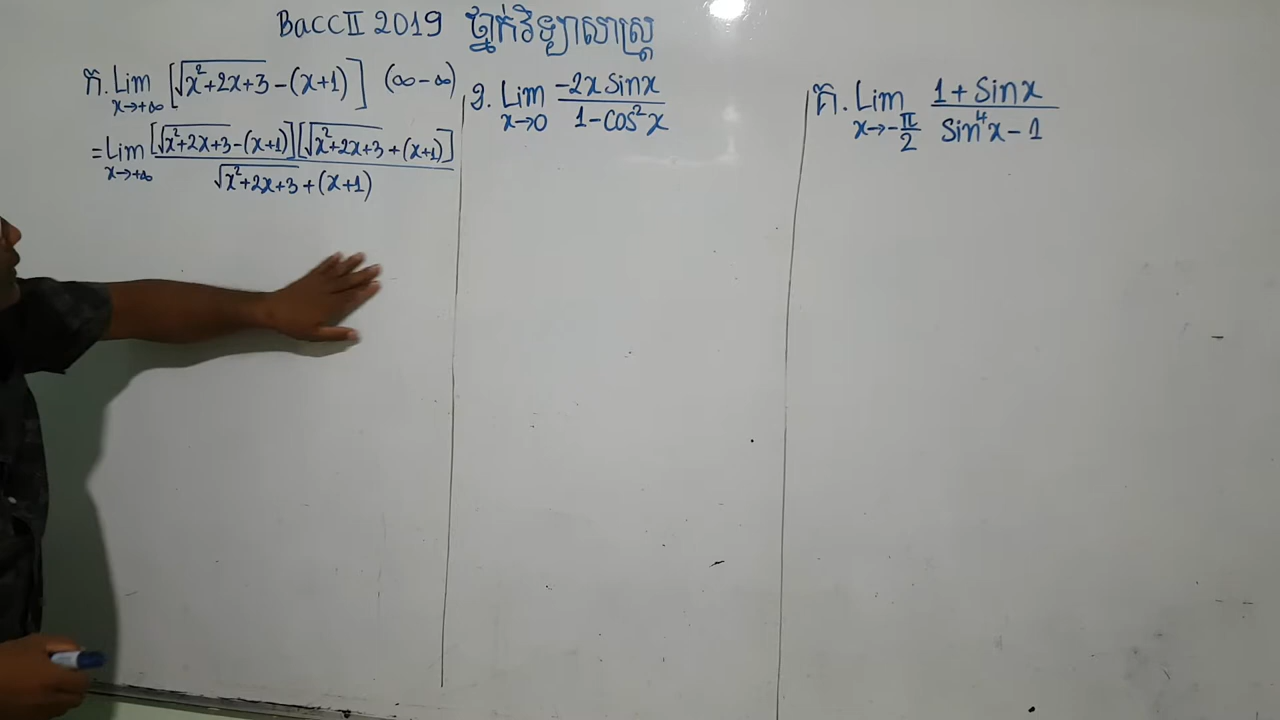 BaccII 2019 ថ្នាក់វិទ្យាសាស្ត្រ
ក. Lim x→+∞ [√x²+2x+3 -(x+1)] (∞-∞)
= Lim x→+∞ [√x²+2x+3 -(x+1)][√x²+2x+3 +(x+1)] / √x²+2x+3 +(x+1)
ខ. Lim x→0 -2x Sinx / 1-cos²x
គ. Lim x→-π/2 1+Sinx / Sin⁴x-1